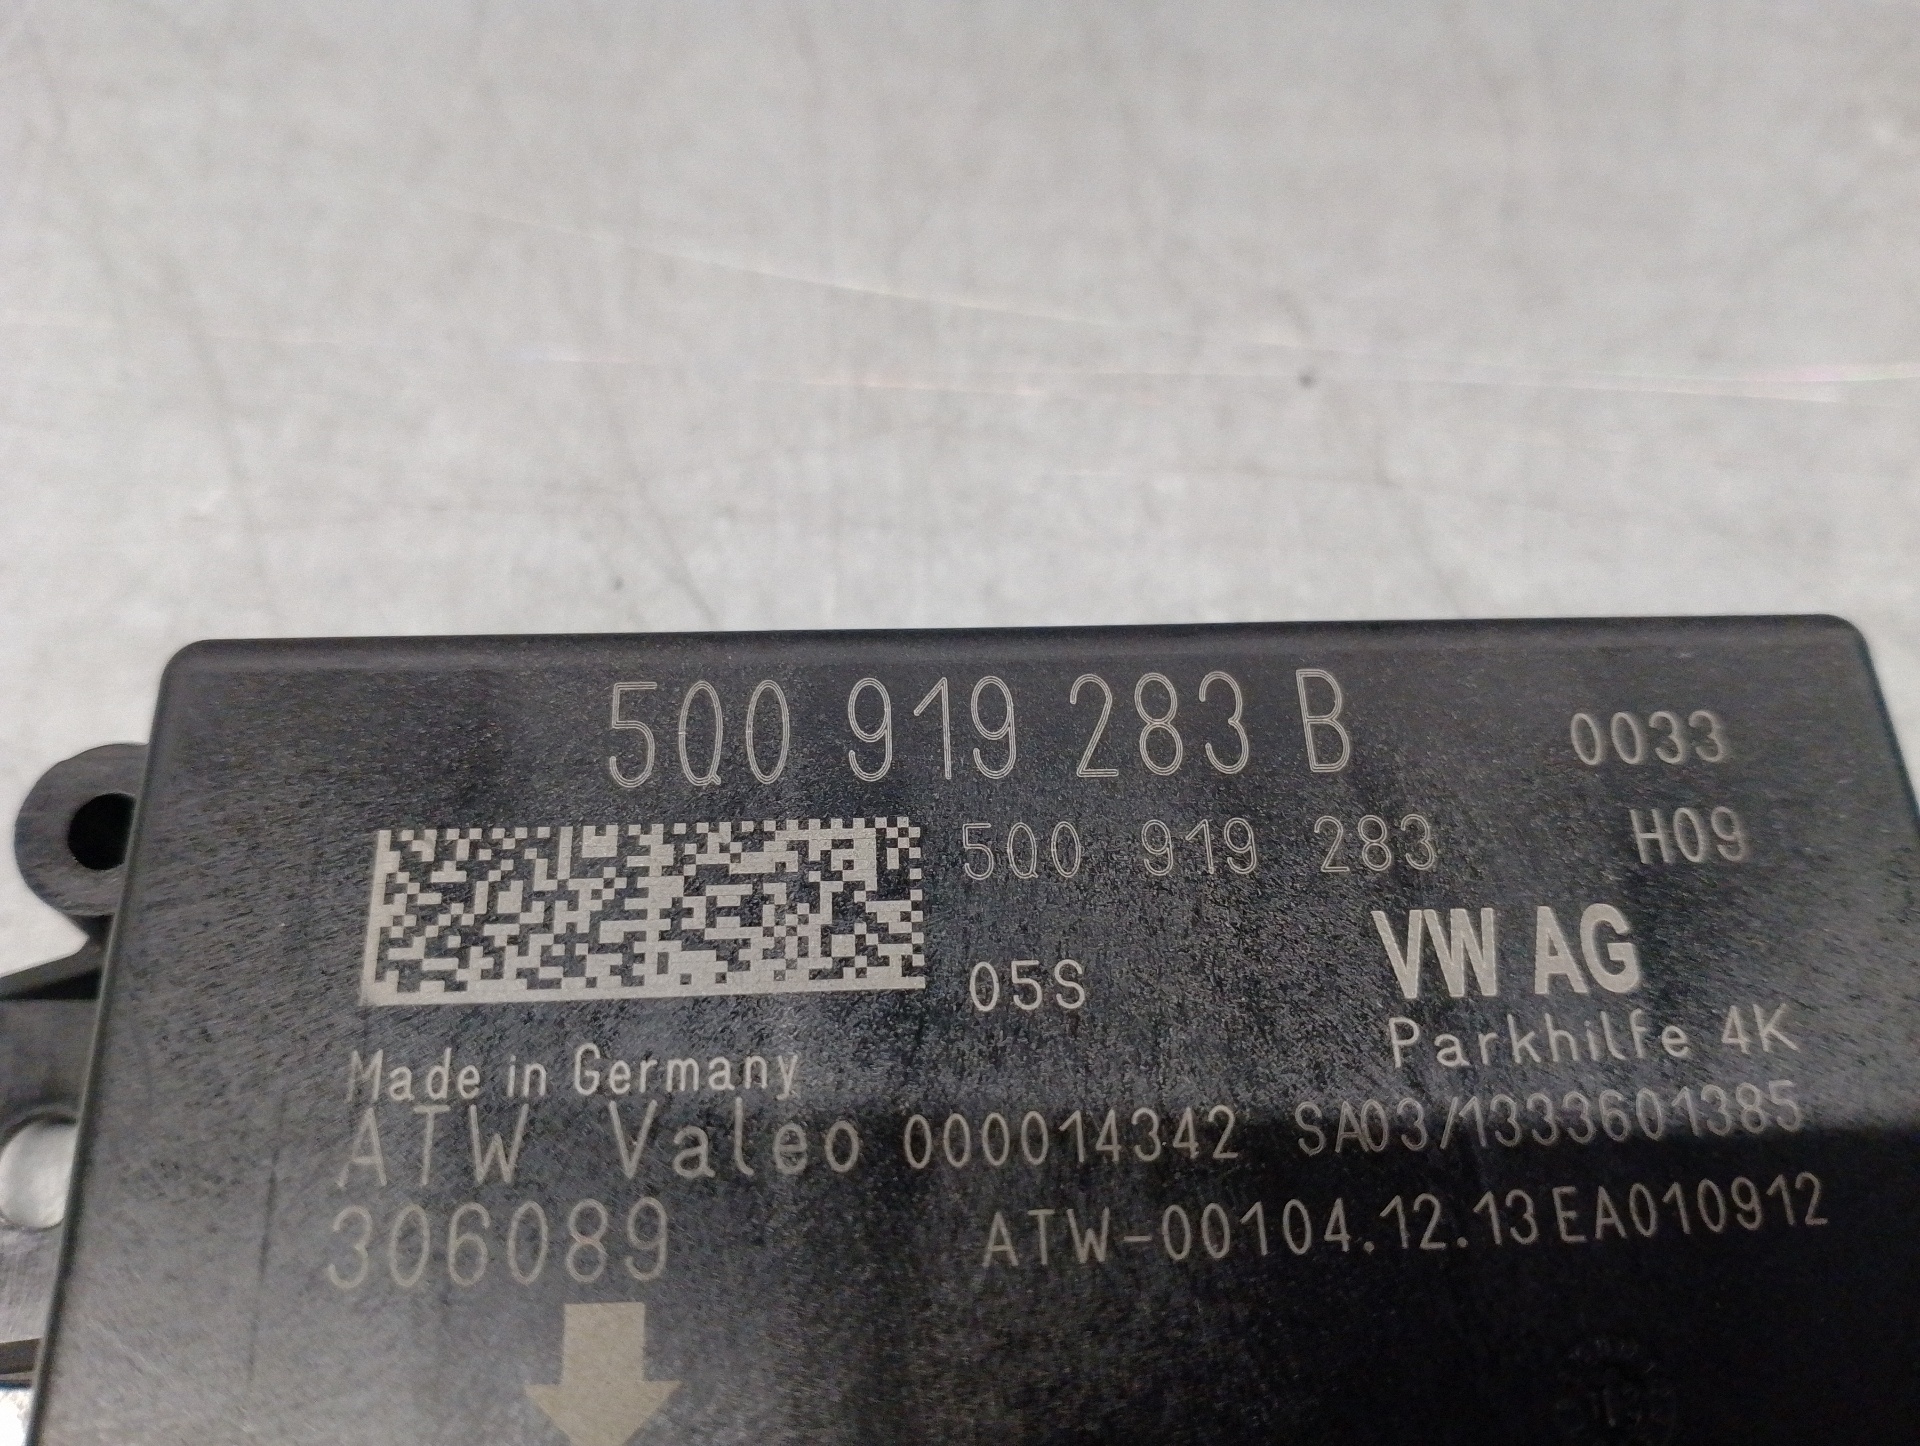 5Q0 919 283 B
0033
5Q0 919 283
H09
05S
VW AG
Parkhilfe 4K
Made in Germany
ATW Valeo 000014342 SA03/1333601385
306089
ATW-00104.12.13EA010912